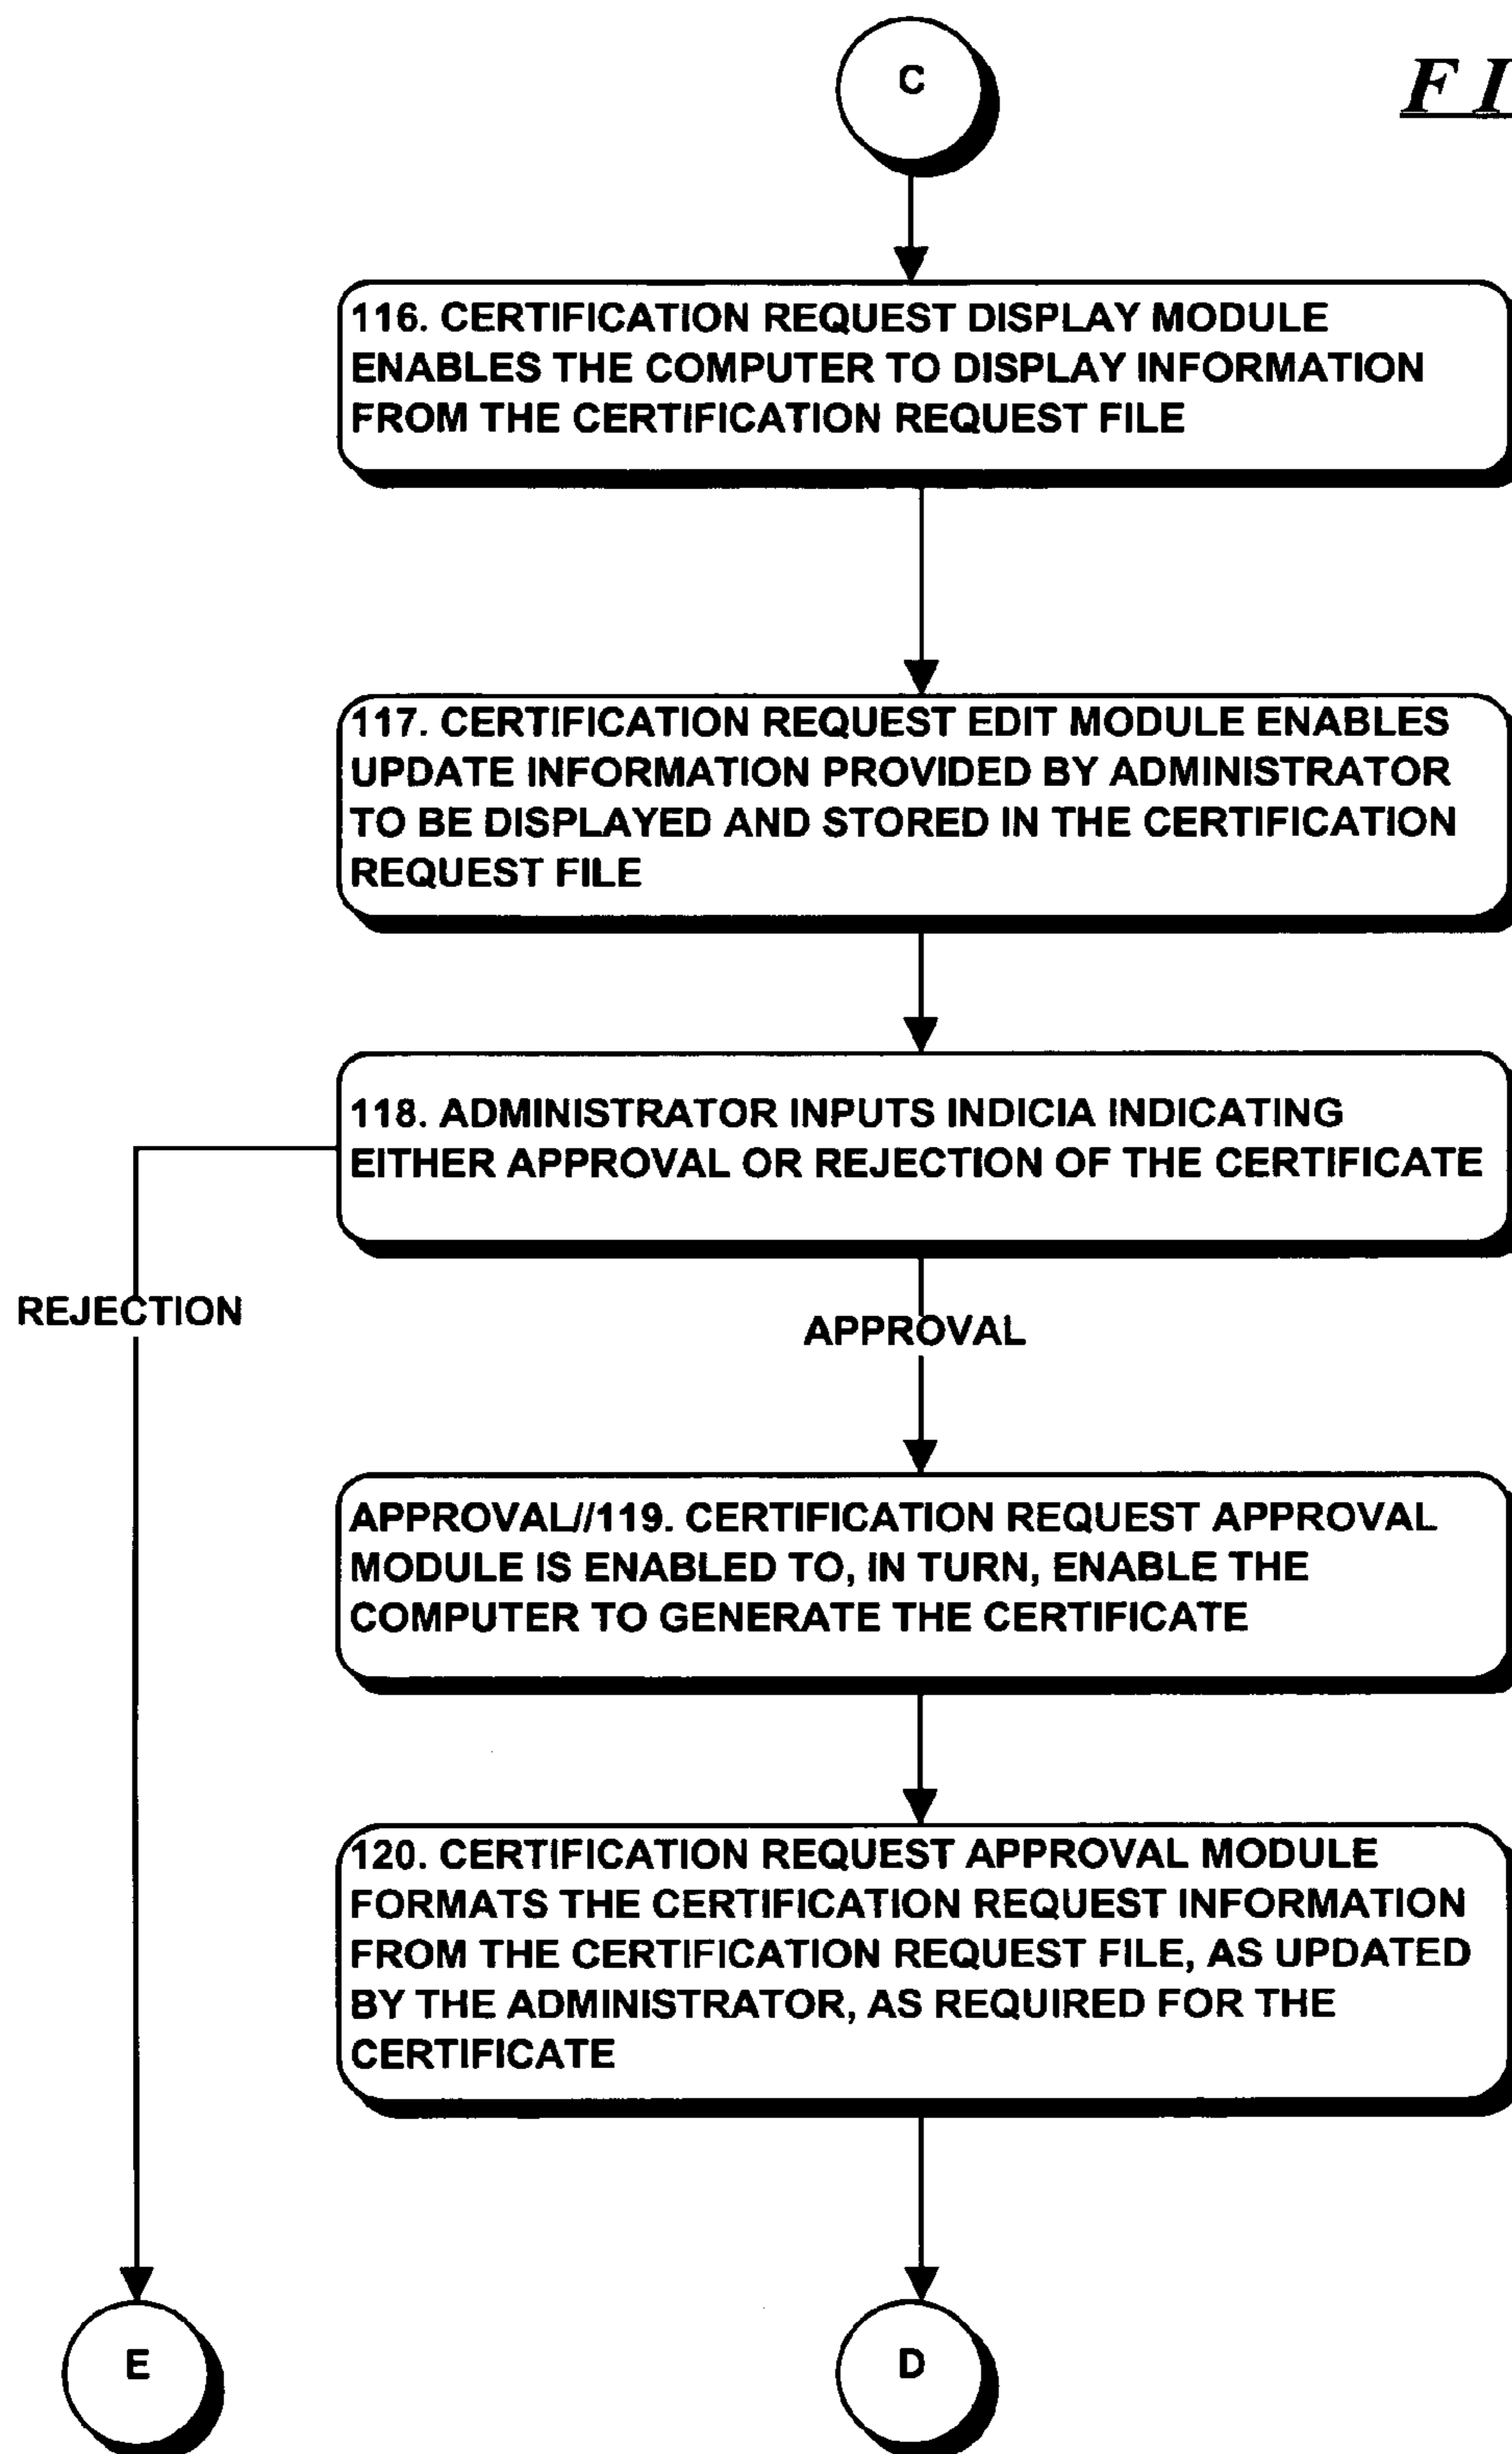 C
FI
116. CERTIFICATION REQUEST DISPLAY MODULE
ENABLES THE COMPUTER TO DISPLAY INFORMATION
FROM THE CERTIFICATION REQUEST FILE
117. CERTIFICATION REQUEST EDIT MODULE ENABLES
UPDATE INFORMATION PROVIDED BY ADMINISTRATOR
TO BE DISPLAYED AND STORED IN THE CERTIFICATION
REQUEST FILE
118. ADMINISTRATOR INPUTS INDICIA INDICATING
EITHER APPROVAL OR REJECTION OF THE CERTIFICATE
REJECTION
APPROVAL
APPROVAL//119. CERTIFICATION REQUEST APPROVAL
MODULE IS ENABLED TO, IN TURN, ENABLE THE
COMPUTER TO GENERATE THE CERTIFICATE
120. CERTIFICATION REQUEST APPROVAL MODULE
FORMATS THE CERTIFICATION REQUEST INFORMATION
FROM THE CERTIFICATION REQUEST FILE, AS UPDATED
BY THE ADMINISTRATOR, AS REQUIRED FOR THE
CERTIFICATE
E
D